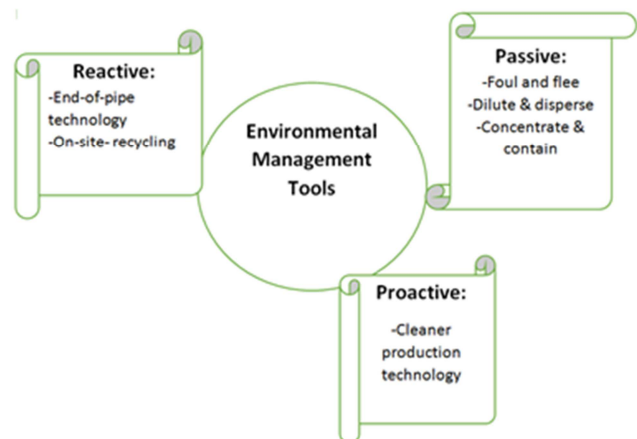 Reactive:
-End-of-pipe
technology
-On-site- recycling
Environmental
Management
Tools
Passive:
-Foul and flee
-Dilute & disperse
-Concentrate &
contain
Proactive:
-Cleaner
production
technology